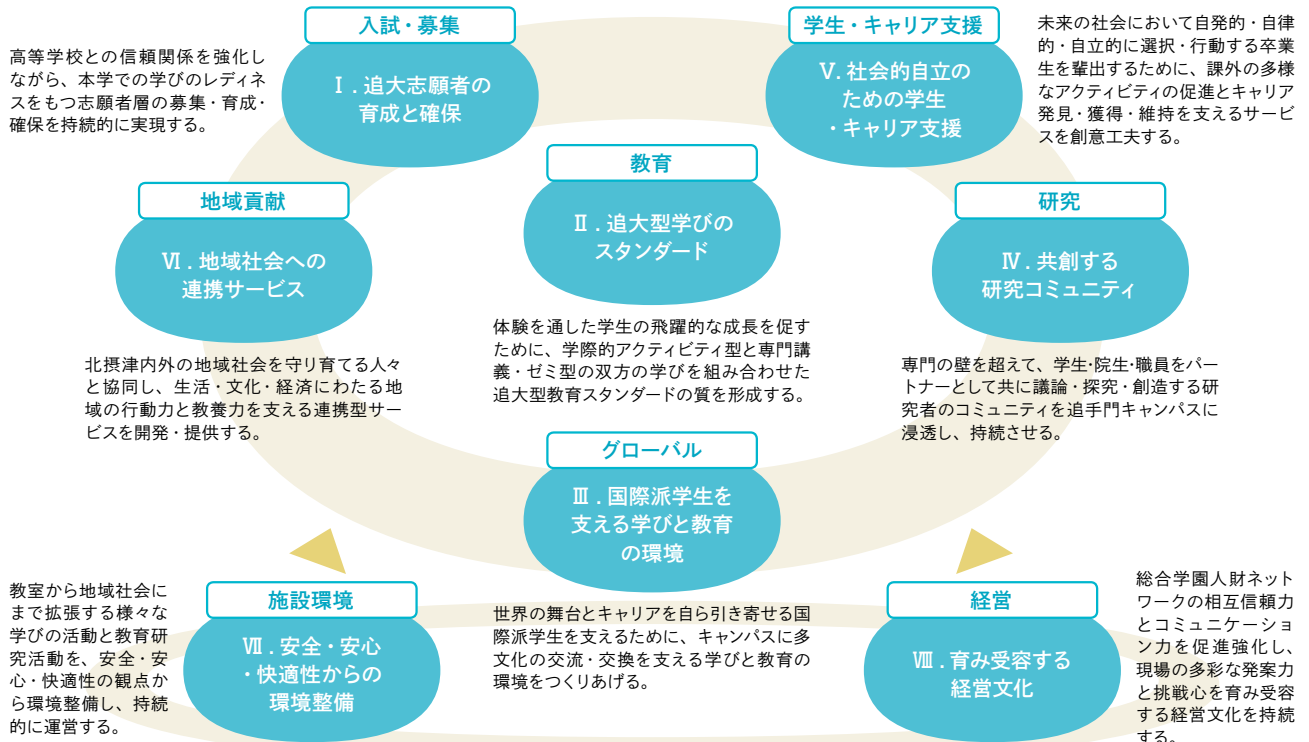 入試・募集
Ⅰ．追大志願者の
育成と確保
高等学校との信頼関係を強化し
ながら、本学での学びのレディネ
スをもつ志願者層の募集・育成・
確保を持続的に実現する。
学生・キャリア支援
Ⅴ．社会的自立の
ための学生
・キャリア支援
未来の社会において自発的・自律
的・自立的に選択・行動する卒業
生を輩出するために、課外の多様
なアクティビティの促進とキャリア
発見・獲得・維持を支えるサービ
スを創意工夫する。
教育
Ⅱ．追大型学びの
スタンダード
体験を通した学生の飛躍的な成長を促す
ために、学際的アクティビティ型と専門講
義・ゼミ型の双方の学びを組み合わせた
追大型教育スタンダードの質を形成する。
地域貢献
Ⅵ．地域社会への
連携サービス
北摂津内外の地域社会を守り育てる人々
と協同し、生活・文化・経済にわたる地
域の行動力と教養力を支える連携型サー
ビスを開発・提供する。
研究
Ⅳ．共創する
研究コミュニティ
専門の壁を超えて、学生・院生・職員をパ
ートナーとして共に議論・探究・創造する研
究者のコミュニティを追手門キャンパスに
浸透し、持続させる。
グローバル
Ⅲ．国際派学生を
支える学びと教育
の環境
世界の舞台とキャリアを自ら引き寄せる国
際派学生を支えるために、キャンパスに多
文化の交流・交換を支える学びと教育の
環境をつくりあげる。
施設環境
Ⅶ．安全・安心
・快適性からの
環境整備
教室から地域社会に
まで拡張する様々な
学びの活動と教育研
究活動を、安全・安
心・快適性の観点か
ら環境整備し、持続
的に運営する。
経営
Ⅷ．育み受容する
経営文化
総合学園人財ネット
ワークの相互信頼力
とコミュニケーショ
ン力を促進強化し、
現場の多彩な発案力
と挑戦心を育み受容
する経営文化を持続
する。